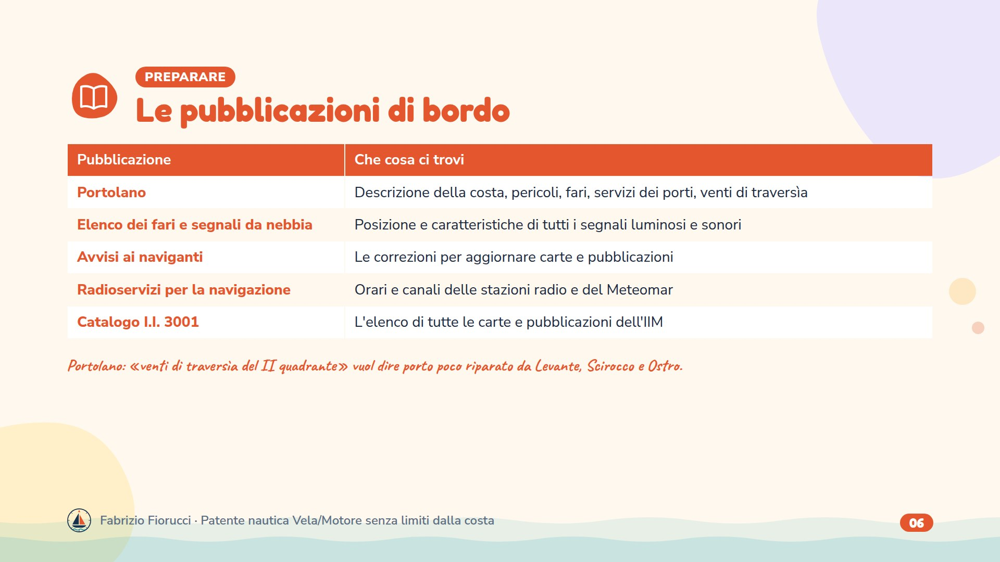 PREPARARE
Le pubblicazioni di bordo
Pubblicazione Che cosa ci trovi
Portolano Descrizione della costa, pericoli, fari, servizi dei porti, venti di traversìa
Elenco dei fari e segnali da nebbia Posizione e caratteristiche di tutti i segnali luminosi e sonori
Avvisi ai naviganti Le correzioni per aggiornare carte e pubblicazioni
Radioservizi per la navigazione Orari e canali delle stazioni radio e del Meteomar
Catalogo I.I. 3001 L'elenco di tutte le carte e pubblicazioni dell'IIM
Portolano: «venti di traversìa del II quadrante» vuol dire porto poco riparato da Levante, Scirocco e Ostro.
Fabrizio Fiorucci · Patente nautica Vela/Motore senza limiti dalla costa
06